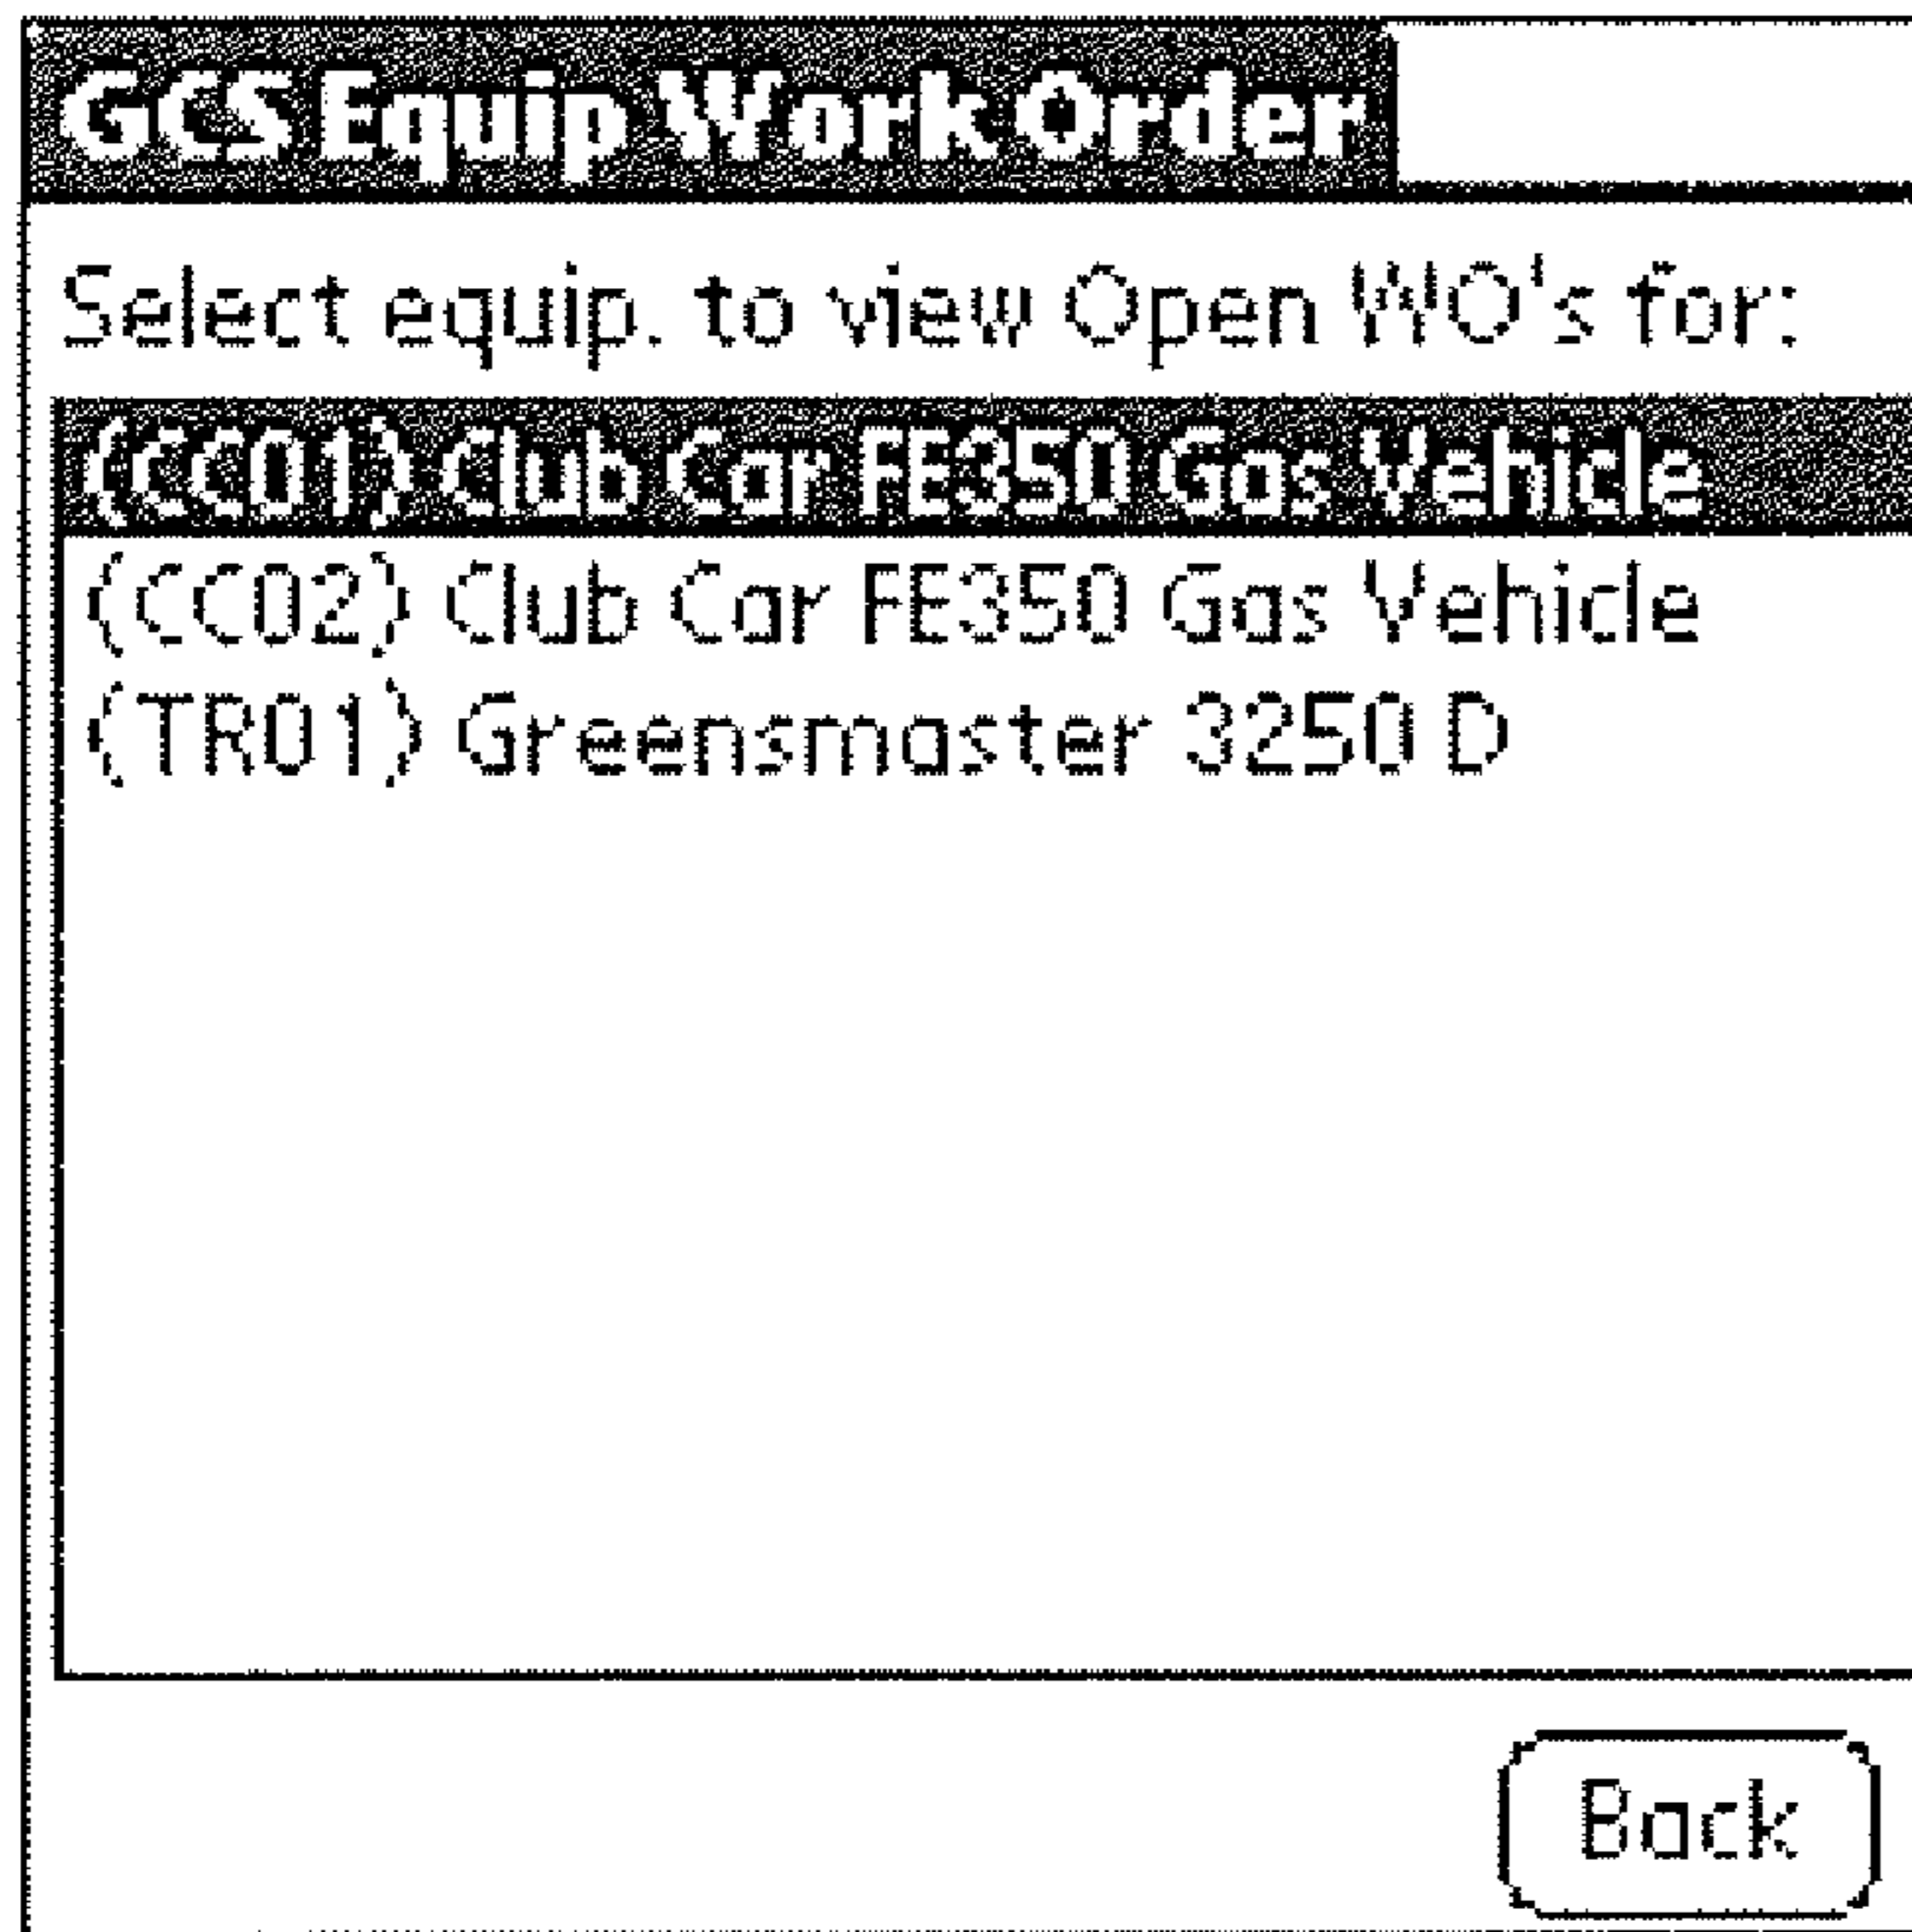 GCS Equip Work Order
Select equip. to view Open WO's for:
(CC01) Club Car FE350 Gas Vehicle
(CC02) Club Car FE350 Gas Vehicle
(TR01) Greensmaster 3250 D
Back